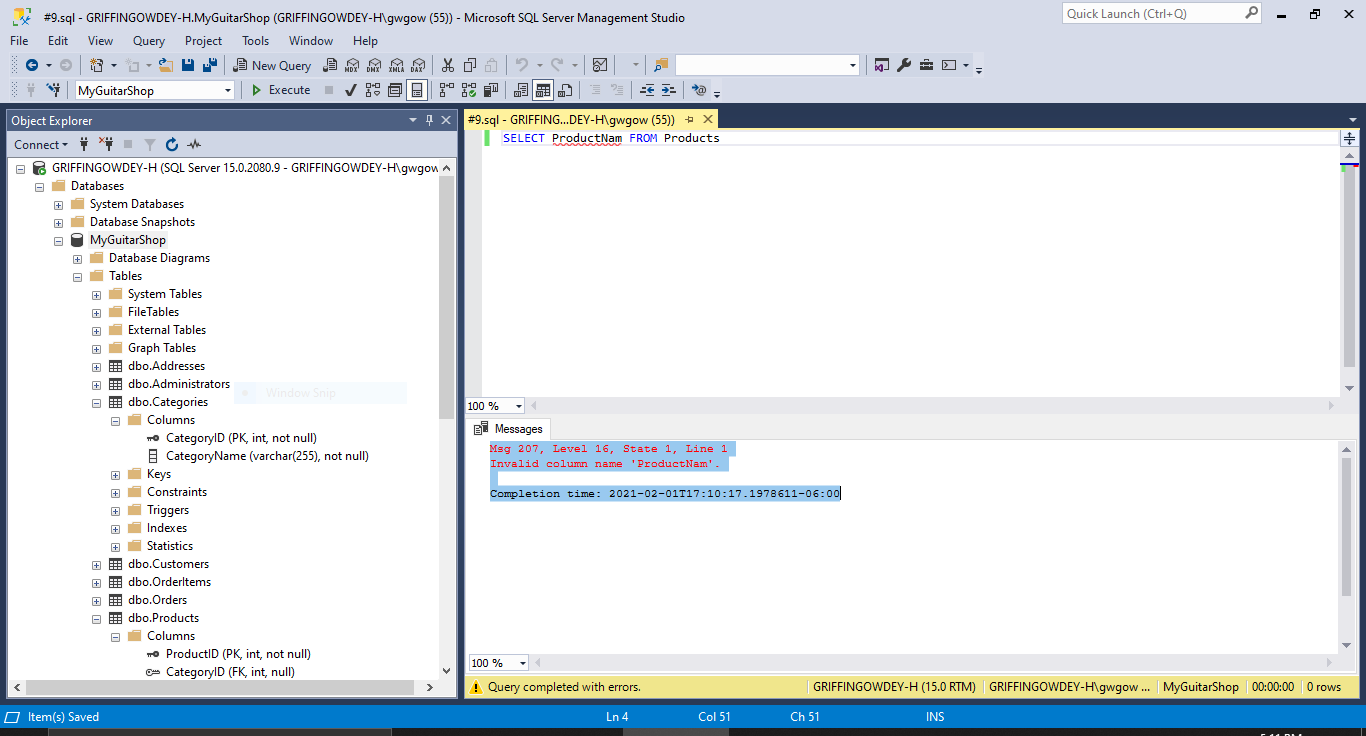 #9.sql - GRIFFINGOWDEY-H.MyGuitarShop (GRIFFINGOWDEY-H\gwgow (55)) - Microsoft SQL Server Management Studio
Quick Launch (Ctrl+Q)
File Edit View Query Project Tools Window Help
New Query MDX DMX XMLA DAX
MyGuitarShop Execute
Object Explorer
Connect
GRIFFINGOWDEY-H (SQL Server 15.0.2080.9 - GRIFFINGOWDEY-H\gwgow
Databases
System Databases
Database Snapshots
MyGuitarShop
Database Diagrams
Tables
System Tables
FileTables
External Tables
Graph Tables
dbo.Addresses
dbo.Administrators
Window Snip
dbo.Categories
Columns
CategoryID (PK, int, not null)
CategoryName (varchar(255), not null)
Keys
Constraints
Triggers
Indexes
Statistics
dbo.Customers
dbo.OrderItems
dbo.Orders
dbo.Products
Columns
ProductID (PK, int, not null)
CategoryID (FK, int, null)
#9.sql - GRIFFING...DEY-H\gwgow (55))
SELECT ProductNam FROM Products
100 %
Messages
Msg 207, Level 16, State 1, Line 1
Invalid column name 'ProductNam'.
Completion time: 2021-02-01T17:10:17.1978611-06:00
100 %
Query completed with errors. GRIFFINGOWDEY-H (15.0 RTM) GRIFFINGOWDEY-H\gwgow ... MyGuitarShop 00:00:00 0 rows
Item(s) Saved Ln 4 Col 51 Ch 51 INS